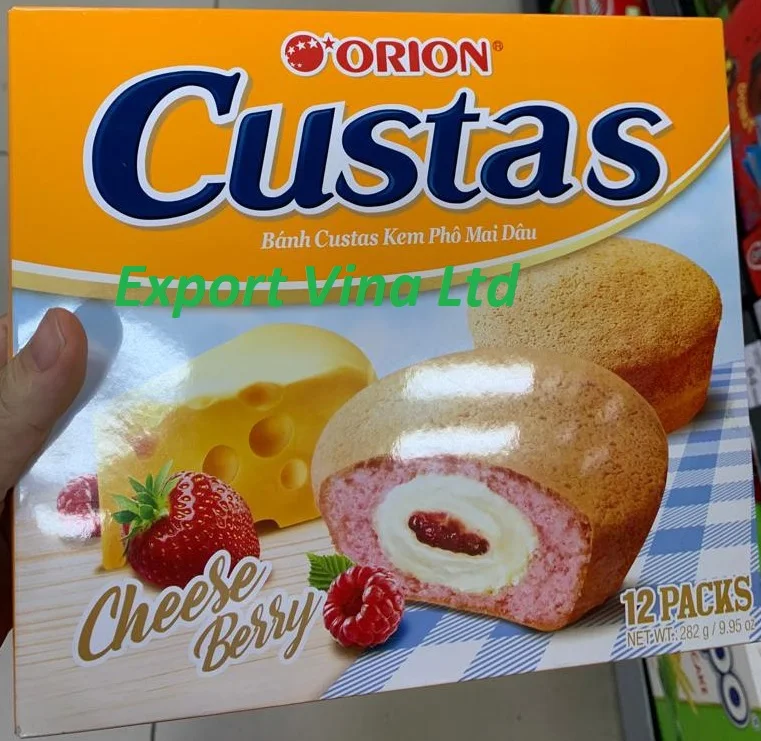 ORION®
Custas
Bánh Custas Kem Phô Mai Dâu
Export Vina Ltd
Cheese
Berry
12 PACKS
NET WT.: 282 g / 9.95 oz